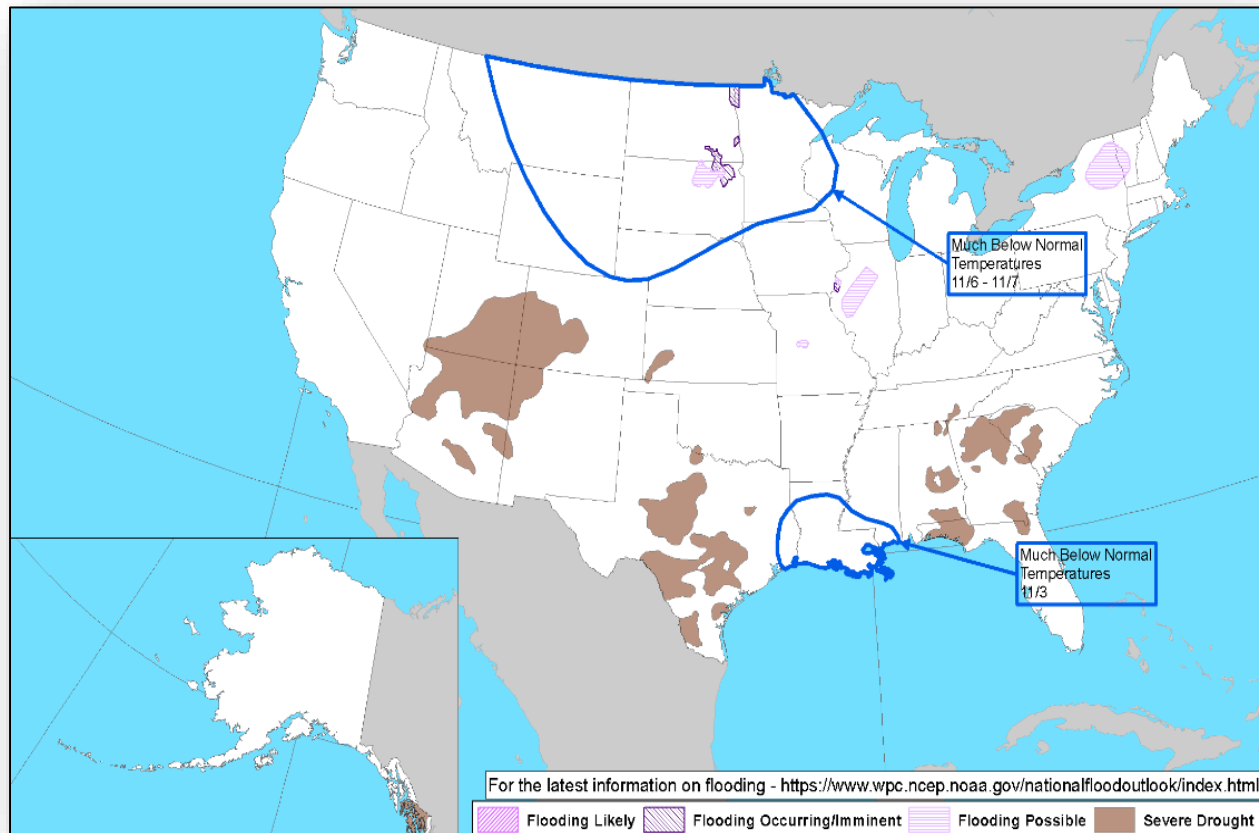 Much Below Normal
Temperatures
11/6 - 11/7
Much Below Normal
Temperatures
11/3
For the latest information on flooding - https://www.wpc.ncep.noaa.gov/nationalfloodoutlook/index.html
Flooding Likely
Flooding Occurring/Imminent
Flooding Possible
Severe Drought